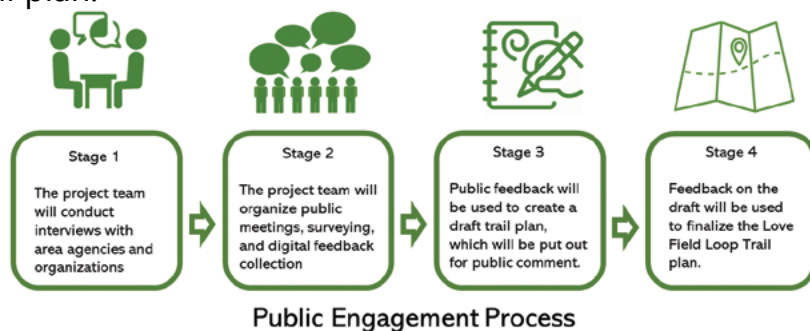 plan.
Stage 1
The project team
will conduct
interviews with
area agencies and
organizations
Stage 2
The project team will
organize public
meetings, surveying,
and digital feedback
collection
Stage 3
Public feedback will
be used to create a
draft trail plan,
which will be put out
for public comment.
Stage 4
Feedback on the
draft will be used
to finalize the Love
Field Loop Trail
plan.
Public Engagement Process